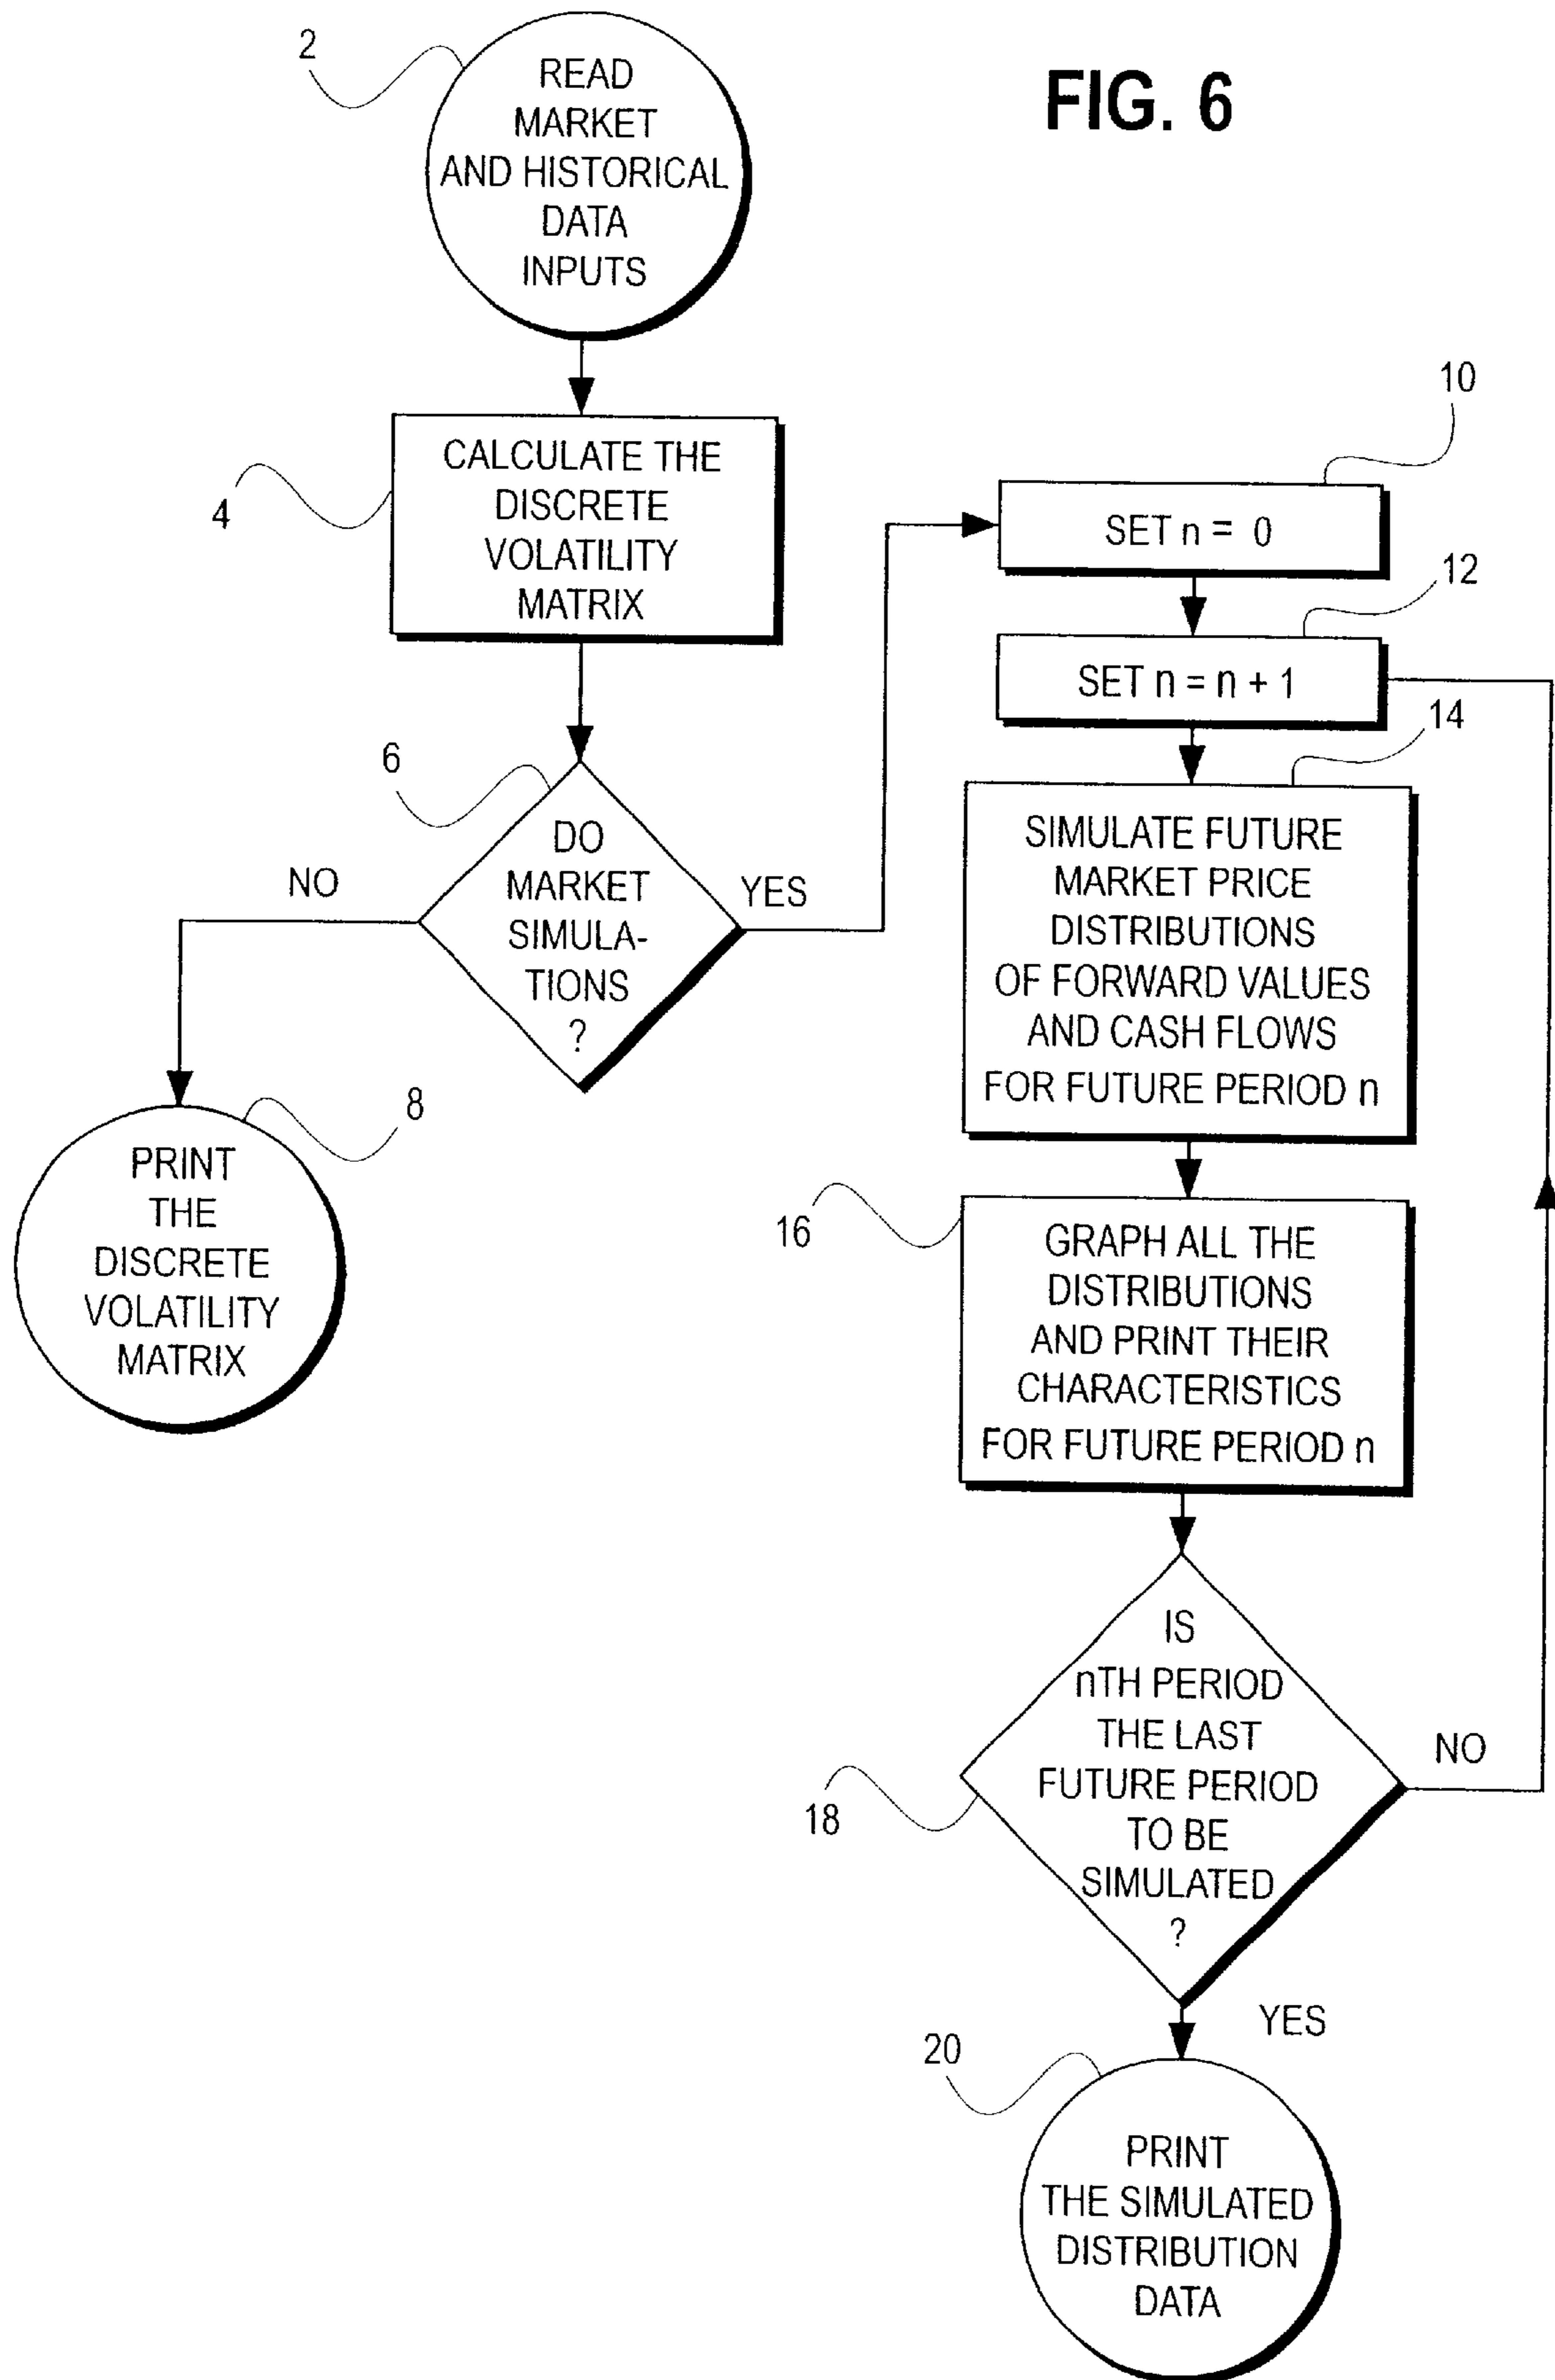 FIG. 6
2
READ
MARKET
AND HISTORICAL
DATA
INPUTS
4
CALCULATE THE
DISCRETE
VOLATILITY
MATRIX
6
DO
MARKET
SIMULA-
TIONS
?
NO
YES
8
PRINT
THE
DISCRETE
VOLATILITY
MATRIX
10
SET n = 0
12
SET n = n + 1
14
SIMULATE FUTURE
MARKET PRICE
DISTRIBUTIONS
OF FORWARD VALUES
AND CASH FLOWS
FOR FUTURE PERIOD n
16
GRAPH ALL THE
DISTRIBUTIONS
AND PRINT THEIR
CHARACTERISTICS
FOR FUTURE PERIOD n
18
IS
nTH PERIOD
THE LAST
FUTURE PERIOD
TO BE
SIMULATED
?
NO
YES
20
PRINT
THE SIMULATED
DISTRIBUTION
DATA